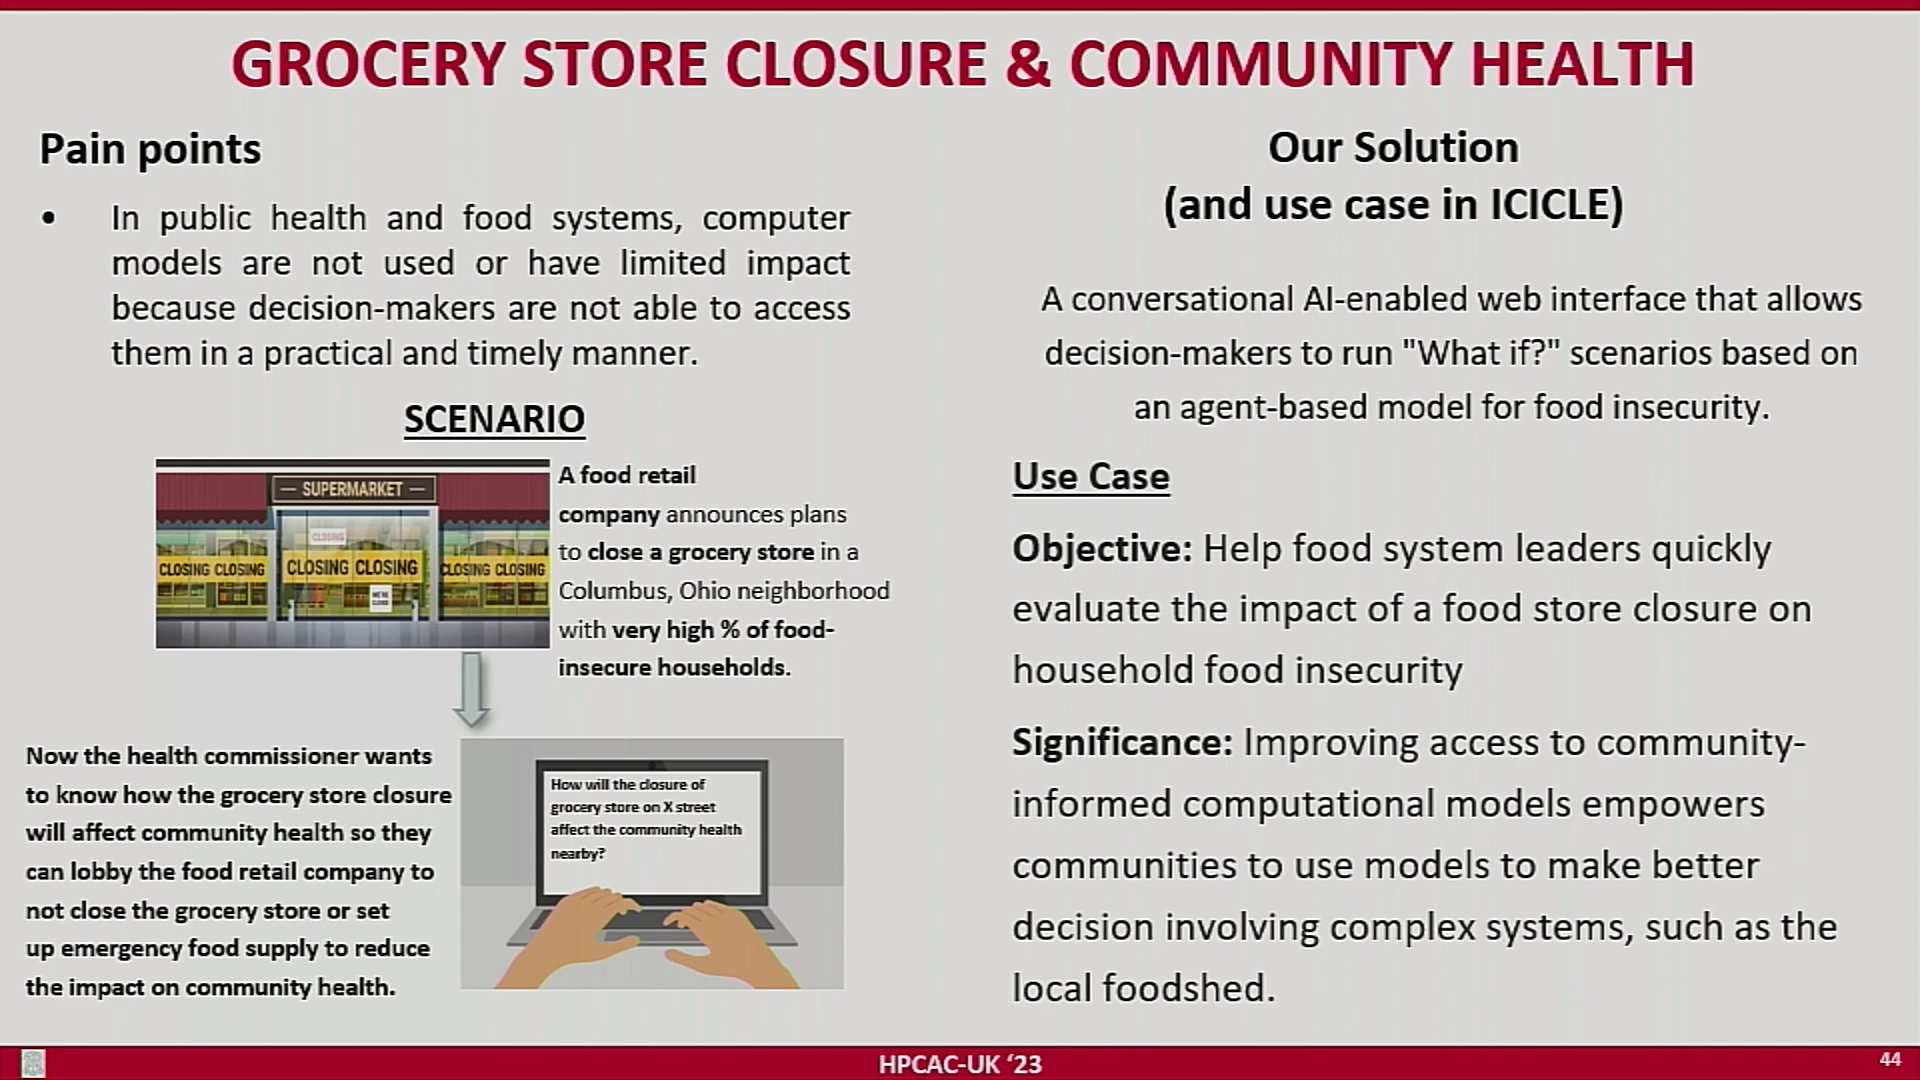 GROCERY STORE CLOSURE & COMMUNITY HEALTH
Pain points
• In public health and food systems, computer
models are not used or have limited impact
because decision-makers are not able to access
them in a practical and timely manner.
SCENARIO
SUPERMARKET
CLOSING
CLOSING CLOSING
CLOSING CLOSING
CLOSING CLOSING
WE'RE
CLOSED
A food retail
company announces plans
to close a grocery store in a
Columbus, Ohio neighborhood
with very high % of food-
insecure households.
Now the health commissioner wants
to know how the grocery store closure
will affect community health so they
can lobby the food retail company to
not close the grocery store or set
up emergency food supply to reduce
the impact on community health.
How will the closure of
grocery store on X street
affect the community health
nearby?
Our Solution
(and use case in ICICLE)
A conversational AI-enabled web interface that allows
decision-makers to run "What if?" scenarios based on
an agent-based model for food insecurity.
Use Case
Objective: Help food system leaders quickly
evaluate the impact of a food store closure on
household food insecurity
Significance: Improving access to community-
informed computational models empowers
communities to use models to make better
decision involving complex systems, such as the
local foodshed.
HPCAC-UK ‘23
44